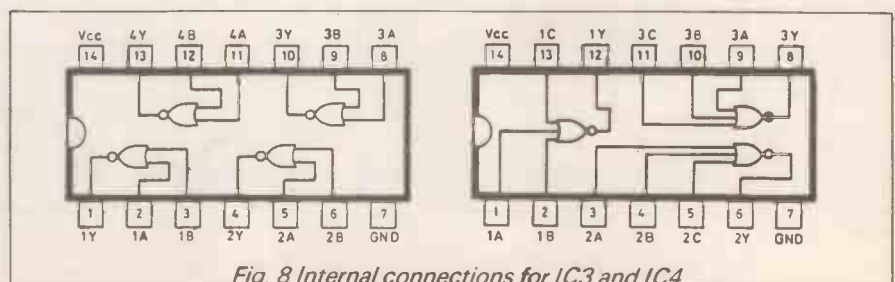 Vcc 4Y 4B 4A 3Y 3B 3A
14 13 12 11 10 9 8
1 2 3 4 5 6 7
1Y 1A 1B 2Y 2A 2B GND
Vcc 1C 1Y 3C 3B 3A 3Y
14 13 12 11 10 9 8
1 2 3 4 5 6 7
1A 1B 2A 2B 2C 2Y GND
Fig. 8 Internal connections for IC3 and IC4